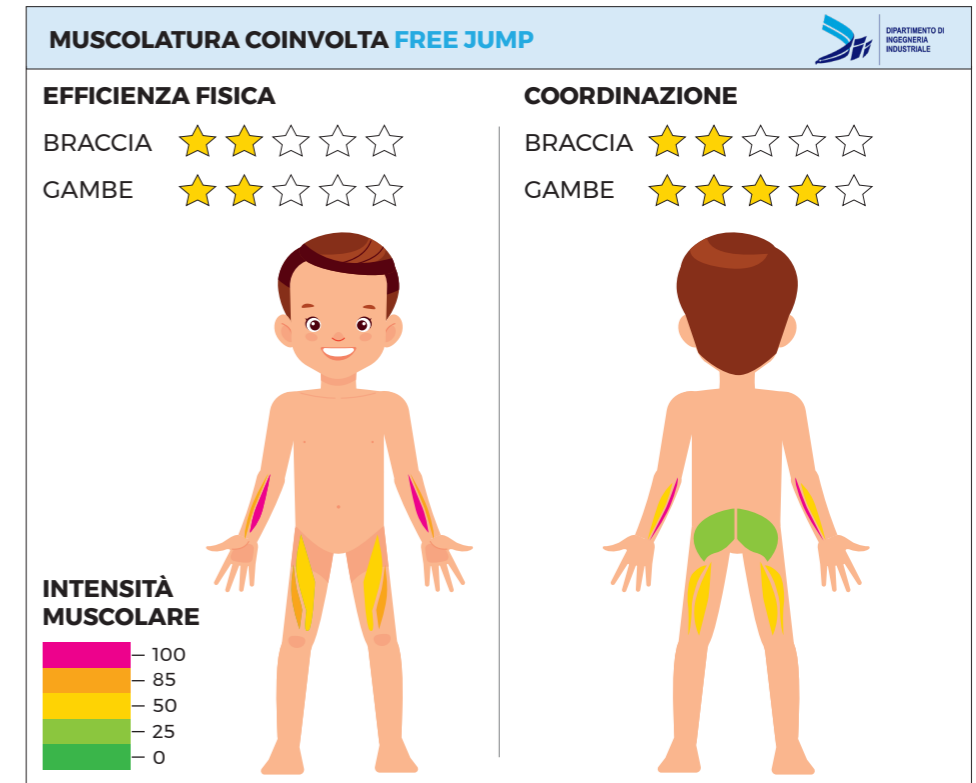 MUSCOLATURA COINVOLTA FREE JUMP
DIPARTIMENTO DI
INGEGNERIA
INDUSTRIALE
EFFICIENZA FISICA
BRACCIA
GAMBE
COORDINAZIONE
BRACCIA
GAMBE
INTENSITÀ
MUSCOLARE
100
85
50
25
0